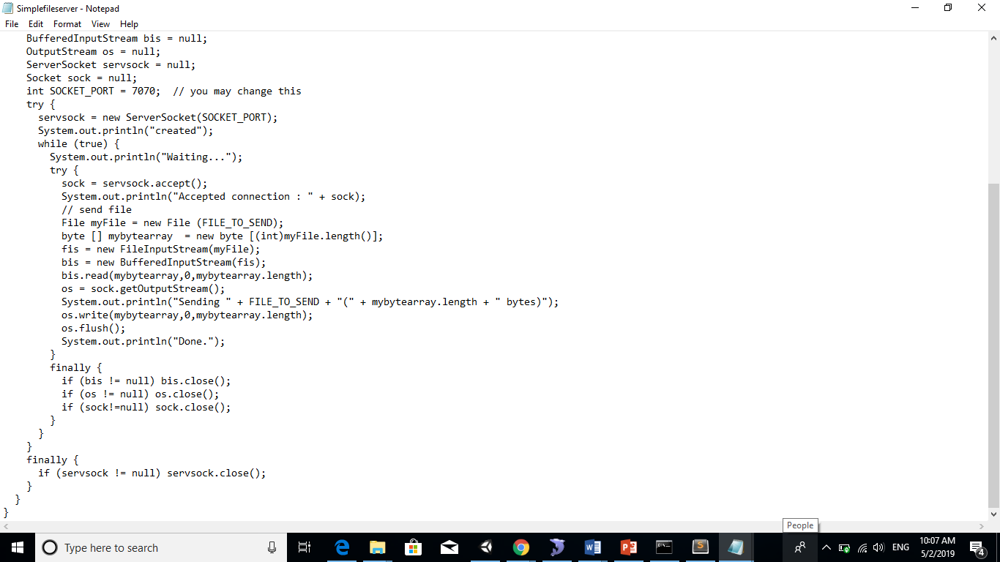 Simplefileserver - Notepad
File Edit Format View Help
    BufferedInputStream bis = null;
    OutputStream os = null;
    ServerSocket servsock = null;
    Socket sock = null;
    int SOCKET_PORT = 7070;  // you may change this
    try {
      servsock = new ServerSocket(SOCKET_PORT);
      System.out.println("created");
      while (true) {
        System.out.println("Waiting...");
        try {
          sock = servsock.accept();
          System.out.println("Accepted connection : " + sock);
          // send file
          File myFile = new File (FILE_TO_SEND);
          byte [] mybytearray  = new byte [(int)myFile.length()];
          fis = new FileInputStream(myFile);
          bis = new BufferedInputStream(fis);
          bis.read(mybytearray,0,mybytearray.length);
          os = sock.getOutputStream();
          System.out.println("Sending " + FILE_TO_SEND + "(" + mybytearray.length + " bytes)");
          os.write(mybytearray,0,mybytearray.length);
          os.flush();
          System.out.println("Done.");
        }
        finally {
          if (bis != null) bis.close();
          if (os != null) os.close();
          if (sock!=null) sock.close();
        }
      }
    }
    finally {
      if (servsock != null) servsock.close();
    }
  }
}
People
Type here to search
ENG
10:07 AM
5/2/2019
4